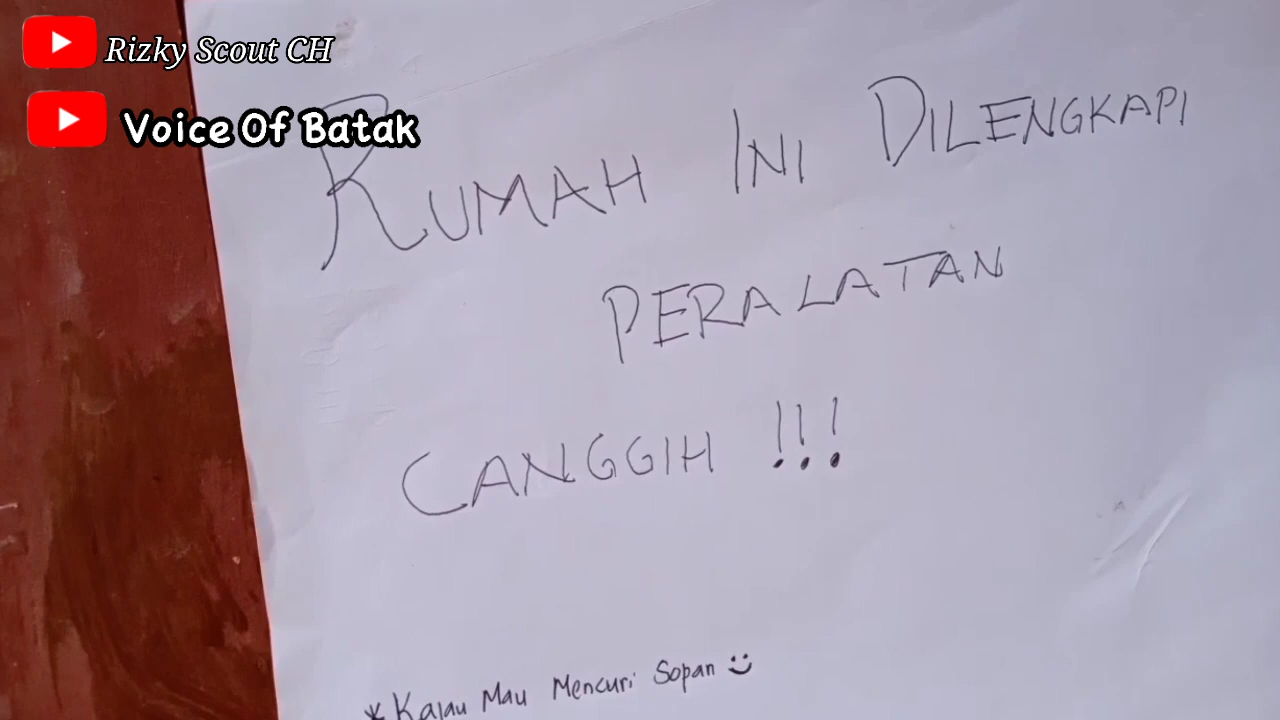 Rizky Scout CH
Voice Of Batak
RUMAH INI DILENGKAPI
PERALATAN
CANGGIH !!!
* Kalau Mau Mencuri Sopan